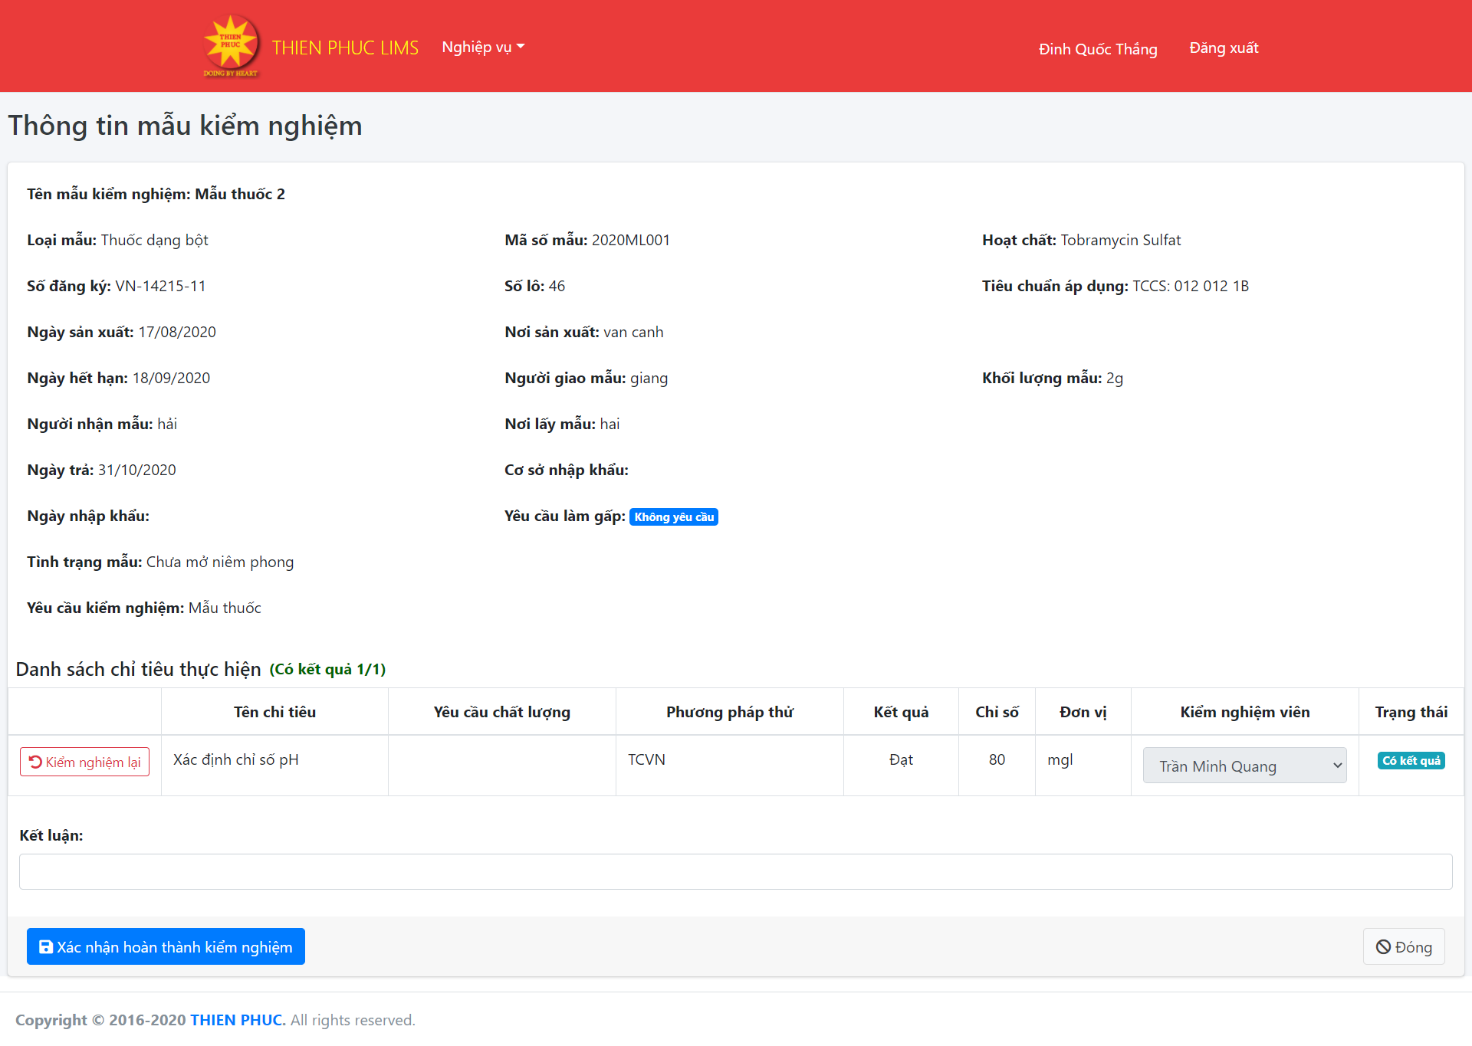 THIEN
PHUC
DOING BY HEART
THIEN PHUC LIMS
Nghiệp vụ
Đinh Quốc Thắng
Đăng xuất
Thông tin mẫu kiểm nghiệm
Tên mẫu kiểm nghiệm: Mẫu thuốc 2
Loại mẫu: Thuốc dạng bột
Mã số mẫu: 2020ML001
Hoạt chất: Tobramycin Sulfat
Số đăng ký: VN-14215-11
Số lô: 46
Tiêu chuẩn áp dụng: TCCS: 012 012 1B
Ngày sản xuất: 17/08/2020
Nơi sản xuất: van canh
Ngày hết hạn: 18/09/2020
Người giao mẫu: giang
Khối lượng mẫu: 2g
Người nhận mẫu: hải
Nơi lấy mẫu: hai
Ngày trả: 31/10/2020
Cơ sở nhập khẩu:
Ngày nhập khẩu:
Yêu cầu làm gấp: Không yêu cầu
Tình trạng mẫu: Chưa mở niêm phong
Yêu cầu kiểm nghiệm: Mẫu thuốc
Danh sách chỉ tiêu thực hiện (Có kết quả 1/1)
Tên chỉ tiêu
Yêu cầu chất lượng
Phương pháp thử
Kết quả
Chỉ số
Đơn vị
Kiểm nghiệm viên
Trạng thái
Kiểm nghiệm lại
Xác định chỉ số pH
TCVN
Đạt
80
mgl
Trần Minh Quang
Có kết quả
Kết luận:
Xác nhận hoàn thành kiểm nghiệm
Đóng
Copyright © 2016-2020 THIEN PHUC. All rights reserved.